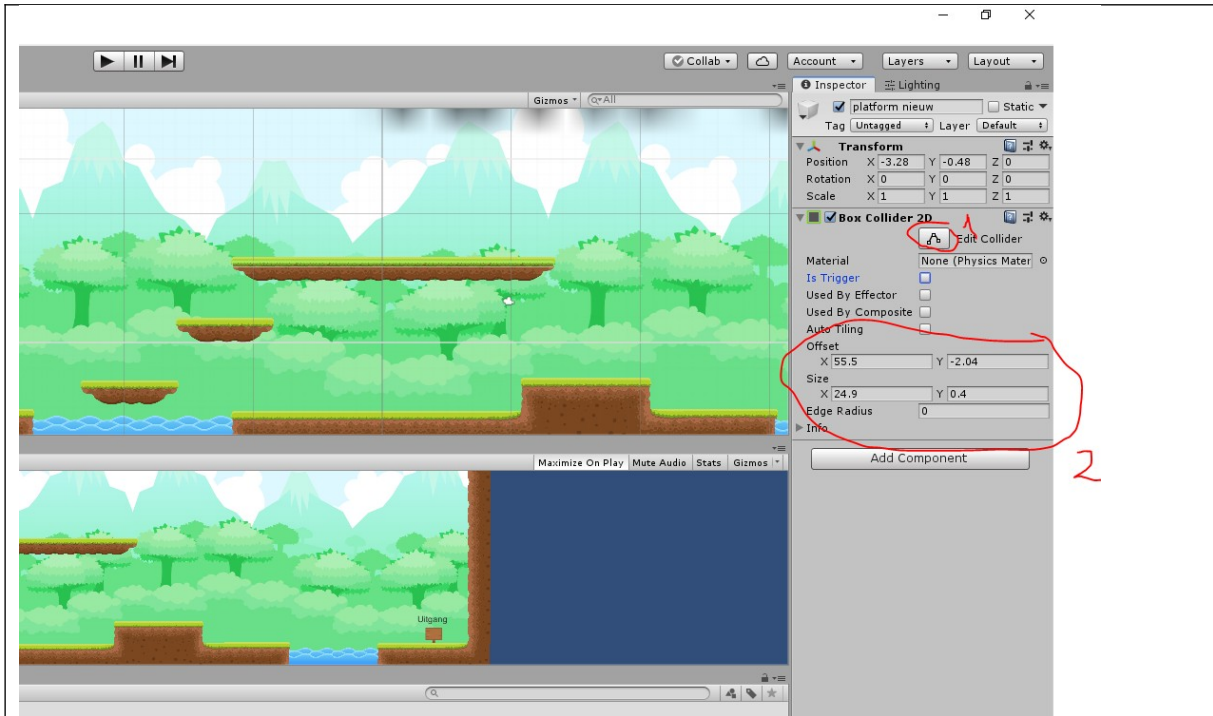 Collab Account Layers Layout
Inspector Lighting
Gizmos All
platform nieuw Static
Tag Untagged Layer Default
Transform
Position X -3.28 Y -0.48 Z 0
Rotation X 0 Y 0 Z 0
Scale X 1 Y 1 Z 1
Box Collider 2D
1
Edit Collider
Material None (Physics Mater
Is Trigger
Used By Effector
Used By Composite
Auto Tiling
Offset
X 55.5 Y -2.04
Size
X 24.9 Y 0.4
Edge Radius 0
Info
Add Component
2
Maximize On Play Mute Audio Stats Gizmos
Uitgang